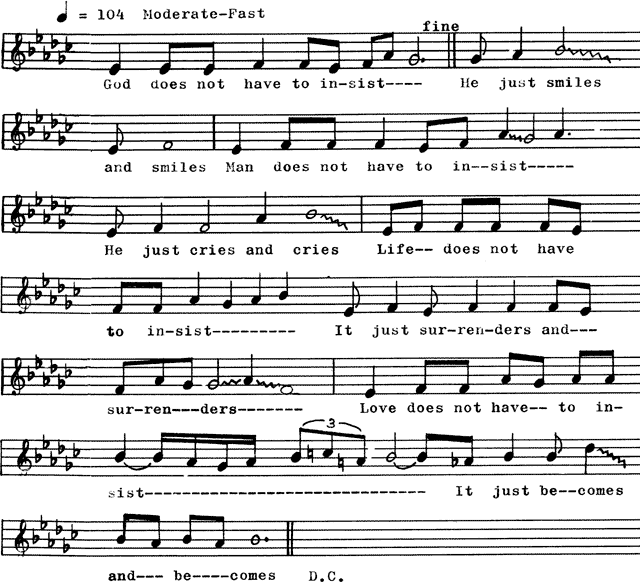 = 104 Moderate-Fast
fine
God does not have to in-sist---- He just smiles
and smiles Man does not have to in--sist-----
He just cries and cries Life-- does not have
to in-sist--------- It just sur-ren-ders and---
sur-ren---ders------- Love does not have-- to in-
3
sist----------------------------- It just be--comes
and--- be----comes D.C.